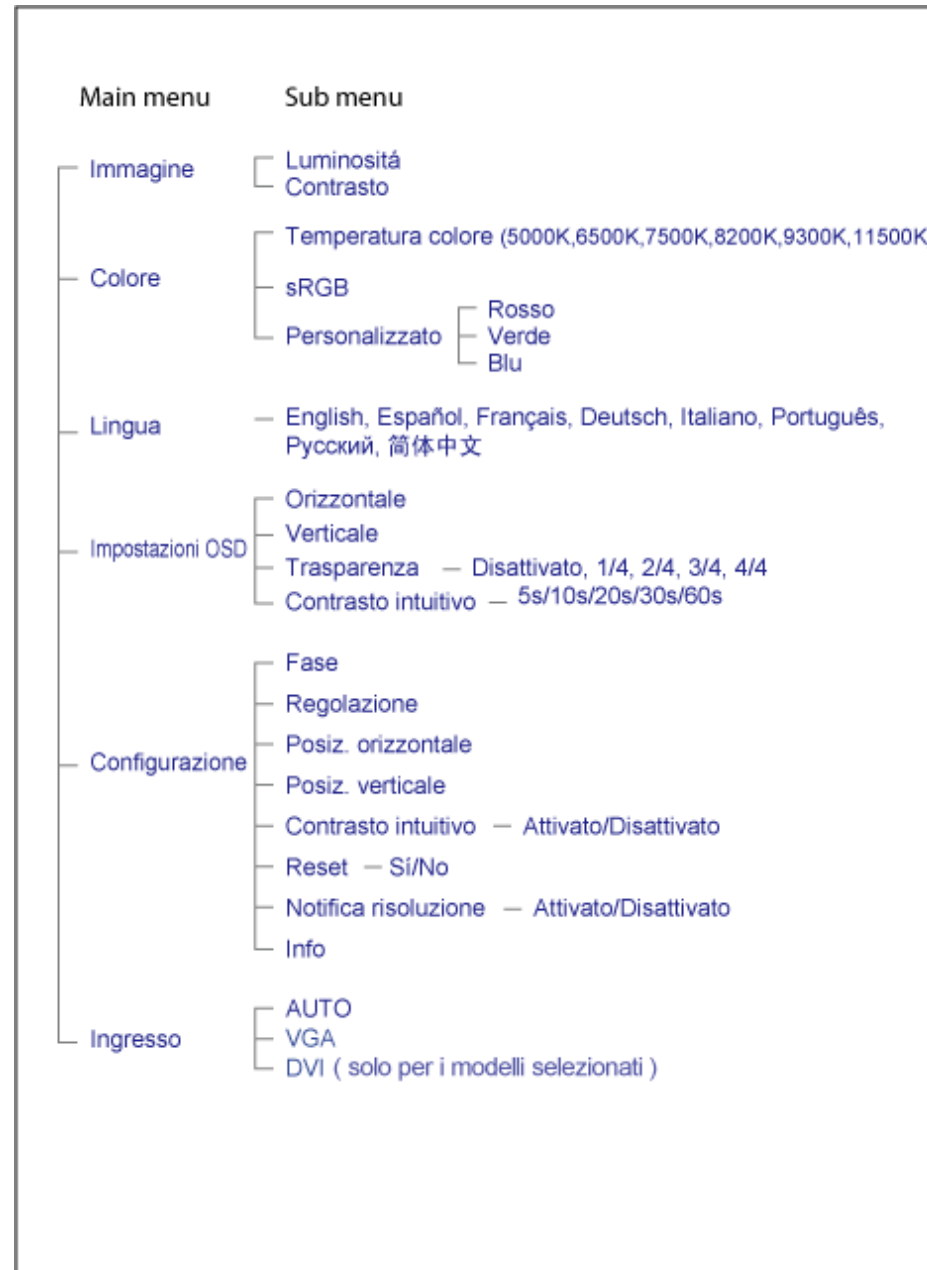 Main menu Sub menu
Immagine
Luminositá
Contrasto
Colore
Temperatura colore (5000K,6500K,7500K,8200K,9300K,11500K
sRGB
Personalizzato
Rosso
Verde
Blu
Lingua
English, Español, Français, Deutsch, Italiano, Português,
Русский, 简体中文
Impostazioni OSD
Orizzontale
Verticale
Trasparenza — Disattivato, 1/4, 2/4, 3/4, 4/4
Contrasto intuitivo — 5s/10s/20s/30s/60s
Configurazione
Fase
Regolazione
Posiz. orizzontale
Posiz. verticale
Contrasto intuitivo — Attivato/Disattivato
Reset — Sí/No
Notifica risoluzione — Attivato/Disattivato
Info
Ingresso
AUTO
VGA
DVI ( solo per i modelli selezionati )